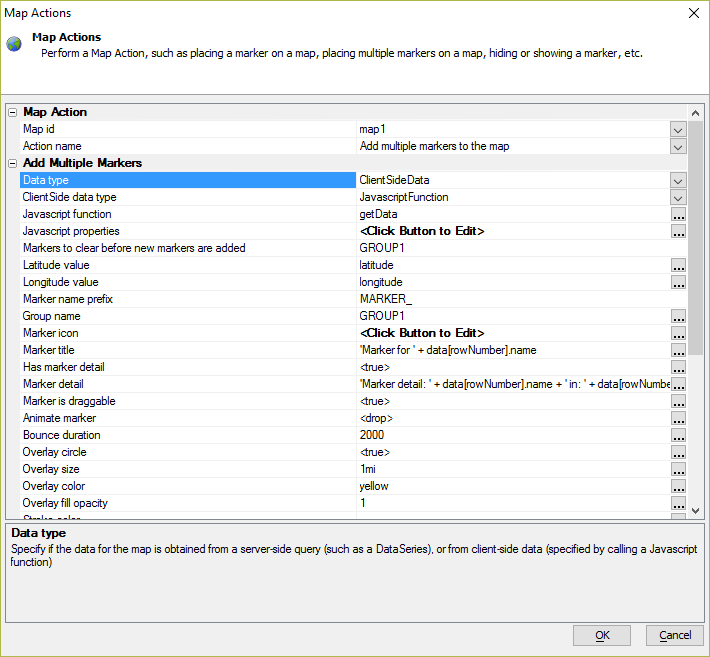 Map Actions
Map Actions
Perform a Map Action, such as placing a marker on a map, placing multiple markers on a map, hiding or showing a marker, etc.
Map Action
Map id map1
Action name Add multiple markers to the map
Add Multiple Markers
Data type ClientSideData
ClientSide data type JavascriptFunction
Javascript function getData ...
Javascript properties <Click Button to Edit> ...
Markers to clear before new markers are added GROUP1
Latitude value latitude ...
Longitude value longitude ...
Marker name prefix MARKER_
Group name GROUP1 ...
Marker icon <Click Button to Edit> ...
Marker title 'Marker for ' + data[rowNumber].name ...
Has marker detail <true> ...
Marker detail 'Marker detail: ' + data[rowNumber].name + ' in: ' + data[rowNumbe ...
Marker is draggable <true> ...
Animate marker <drop> ...
Bounce duration 2000 ...
Overlay circle <true> ...
Overlay size 1mi ...
Overlay color yellow ...
Overlay fill opacity 1 ...
Data type
Specify if the data for the map is obtained from a server-side query (such as a DataSeries), or from client-side data (specified by calling a Javascript
function)
OK Cancel